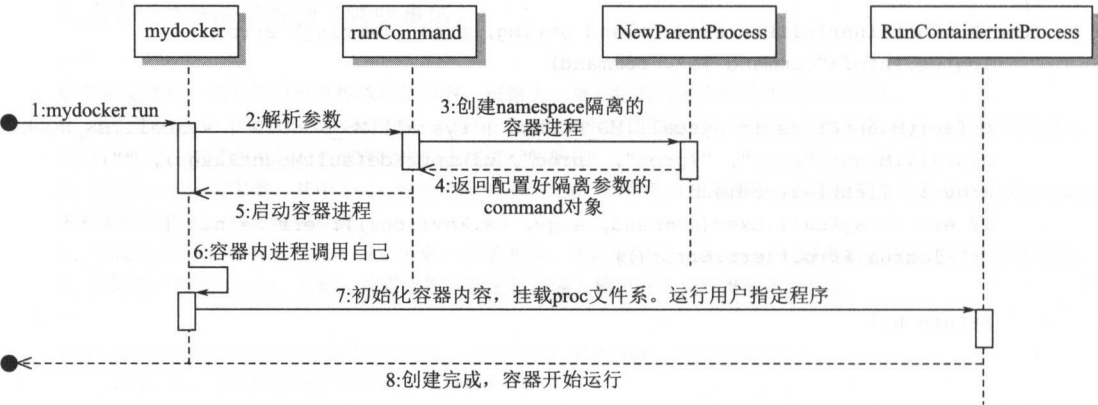 mydocker
runCommand
NewParentProcess
RunContainerinitProcess
1:mydocker run
2:解析参数
3:创建namespace隔离的
容器进程
4:返回配置好隔离参数的
command对象
5:启动容器进程
6:容器内进程调用自己
7:初始化容器内容，挂载proc文件系。运行用户指定程序
8:创建完成，容器开始运行